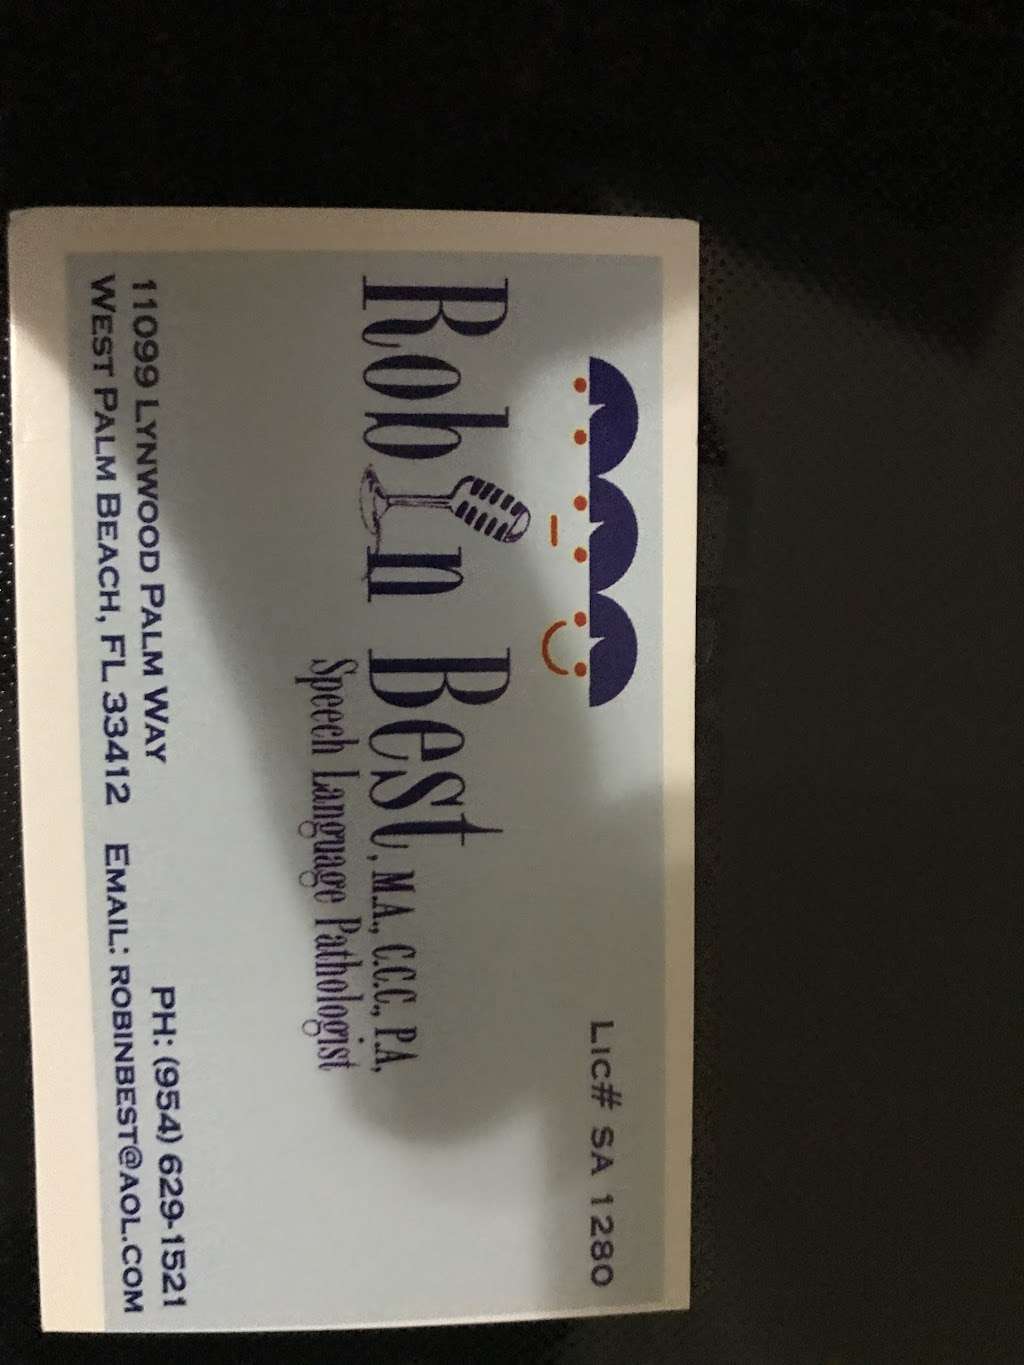 Lic# SA 1280
Robin Best, M.A., C.C.C., P.A,
Speech Language Pathologist
11099 Lynwood Palm Way PH: (954) 629-1521
West Palm Beach, FL 33412 Email: robinbest@aol.com